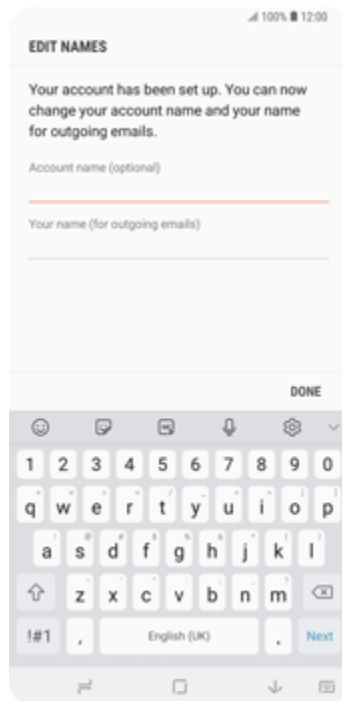 100% 12:00
EDIT NAMES
Your account has been set up. You can now
change your account name and your name
for outgoing emails.
Account name (optional)
Your name (for outgoing emails)
DONE
1 2 3 4 5 6 7 8 9 0
q w e r t y u i o p
a s d f g h j k l
z x c v b n m
!#1 , English (UK) . Next